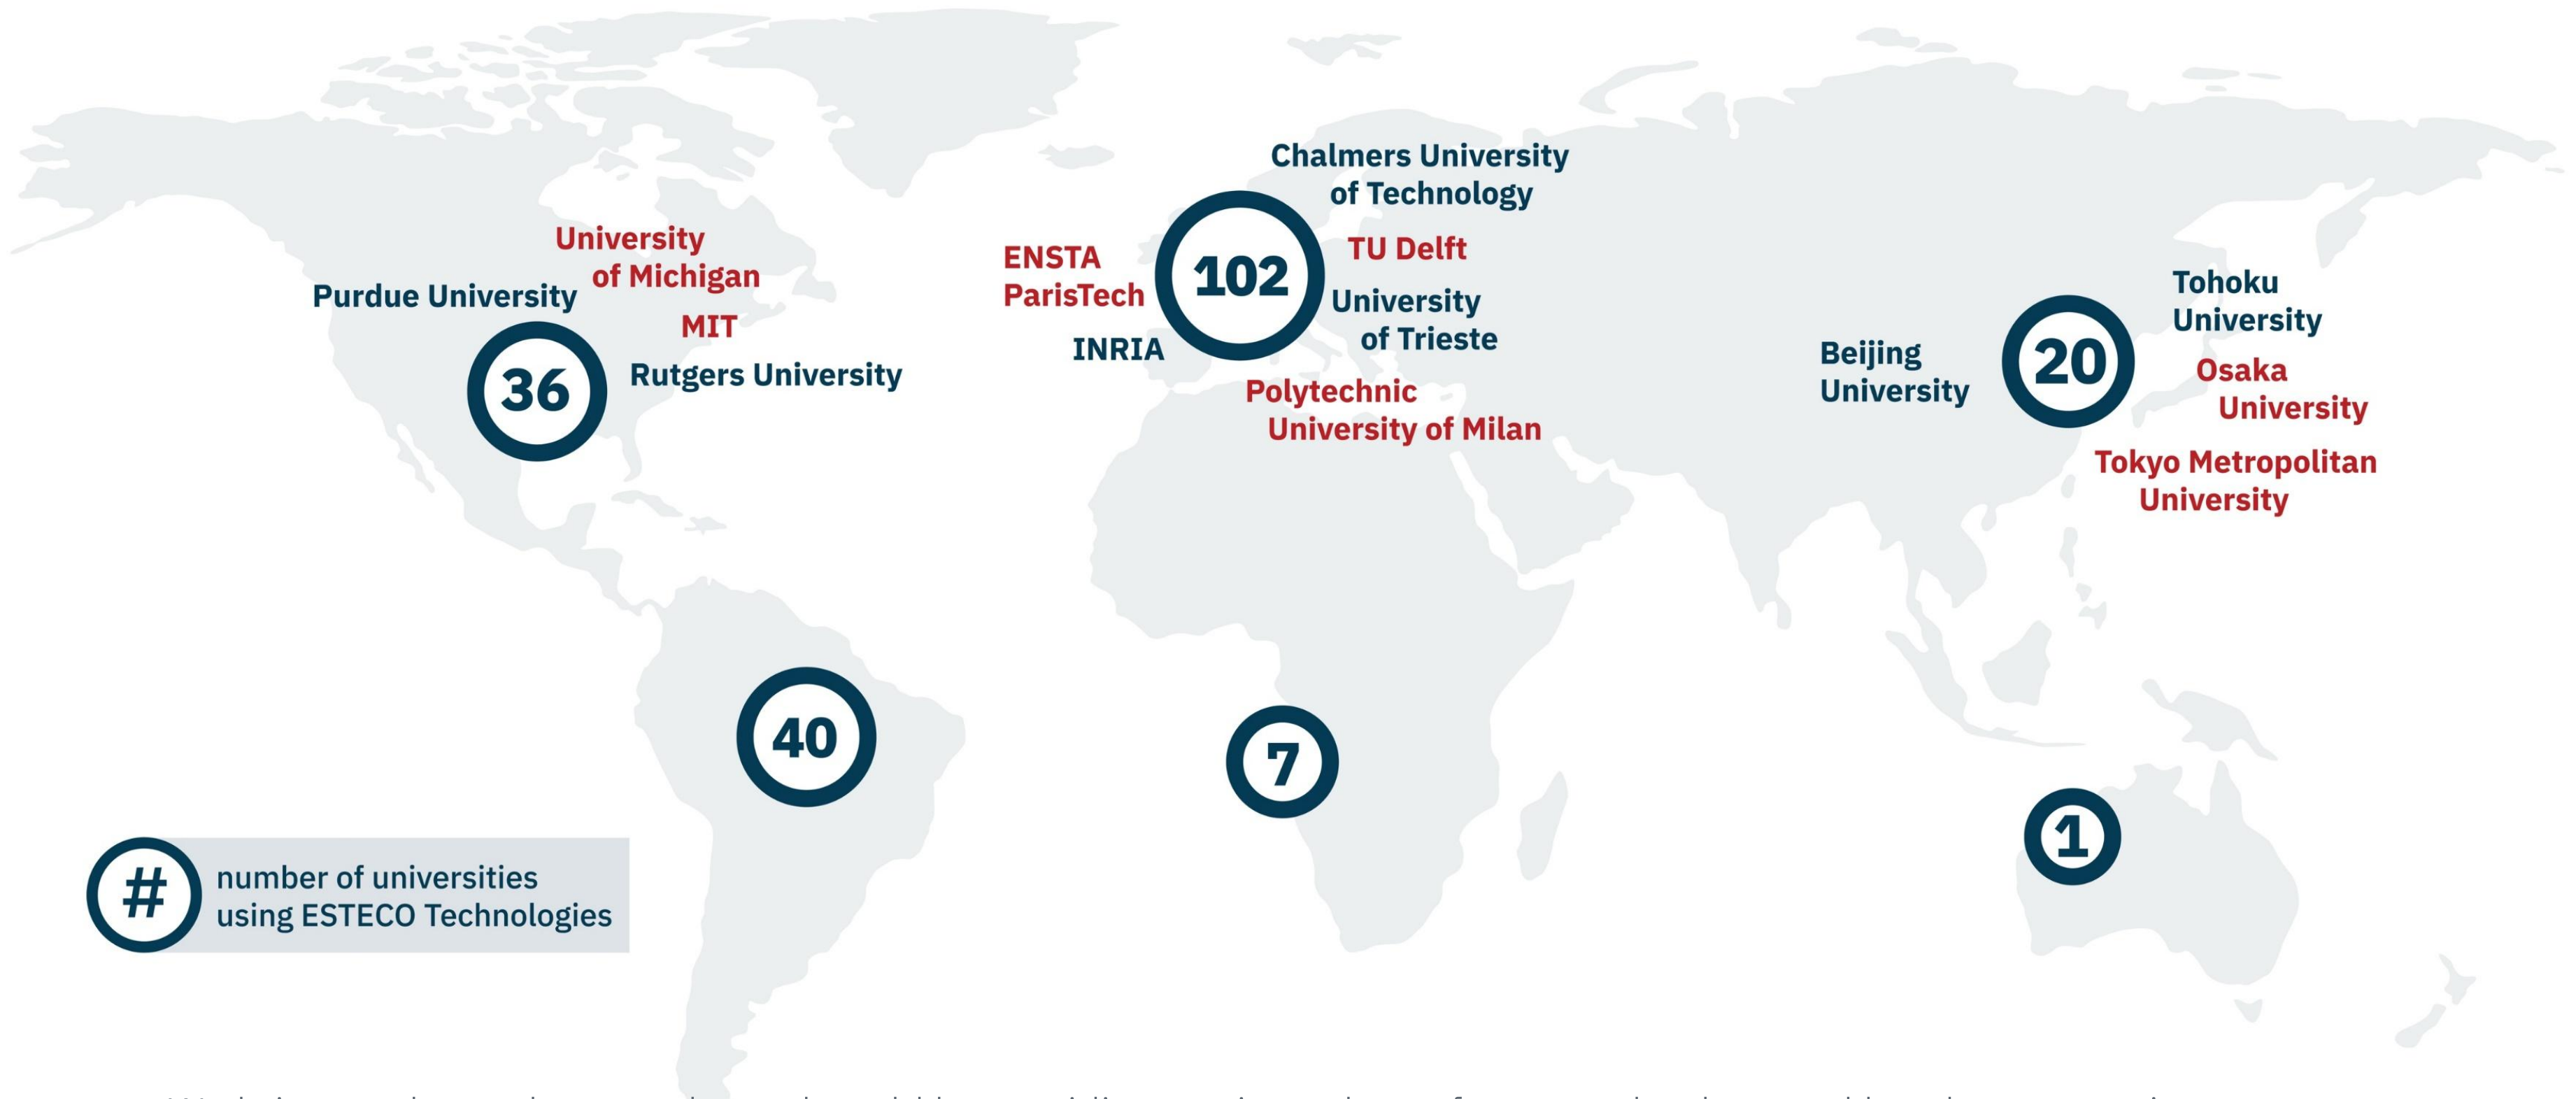 Chalmers University
of Technology
University
of Michigan
Purdue University
MIT
Rutgers University
36
ENSTA
ParisTech
INRIA
102
TU Delft
University
of Trieste
Polytechnic
University of Milan
Beijing
University
20
Tohoku
University
Osaka
University
Tokyo Metropolitan
University
40
7
1
#
number of universities
using ESTECO Technologies